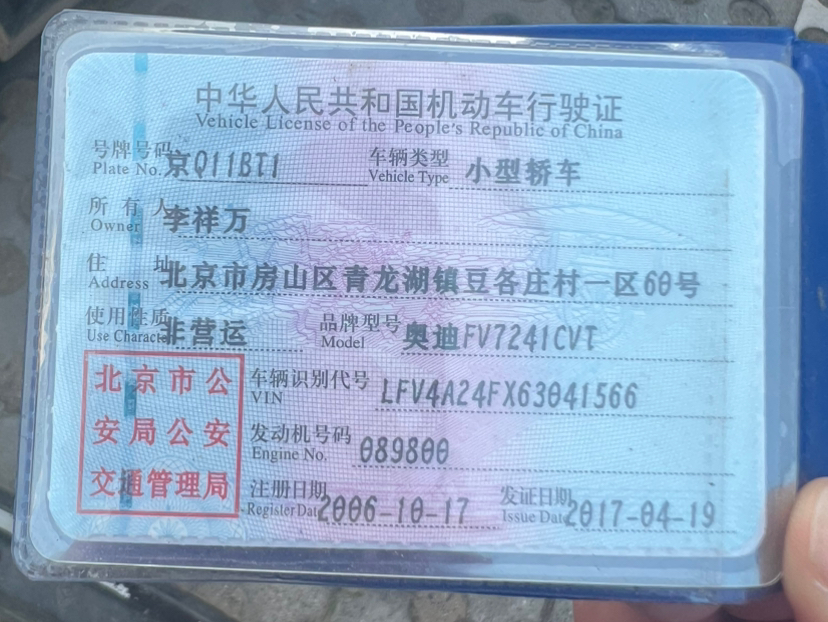 中华人民共和国机动车行驶证
Vehicle License of the People's Republic of China
号牌号码 京Q11BT1 车辆类型 小型轿车
Plate No. Vehicle Type
所有人 李祥万
Owner
住址 北京市房山区青龙湖镇豆各庄村一区60号
Address
使用性质 非营运 品牌型号 奥迪FV7241CVT
Use Character Model
北京市公
安局公安
交通管理局
车辆识别代号 LFV4A24FX63041566
VIN
发动机号码 089800
Engine No.
注册日期 2006-10-17 发证日期 2017-04-19
Register Date Issue Date